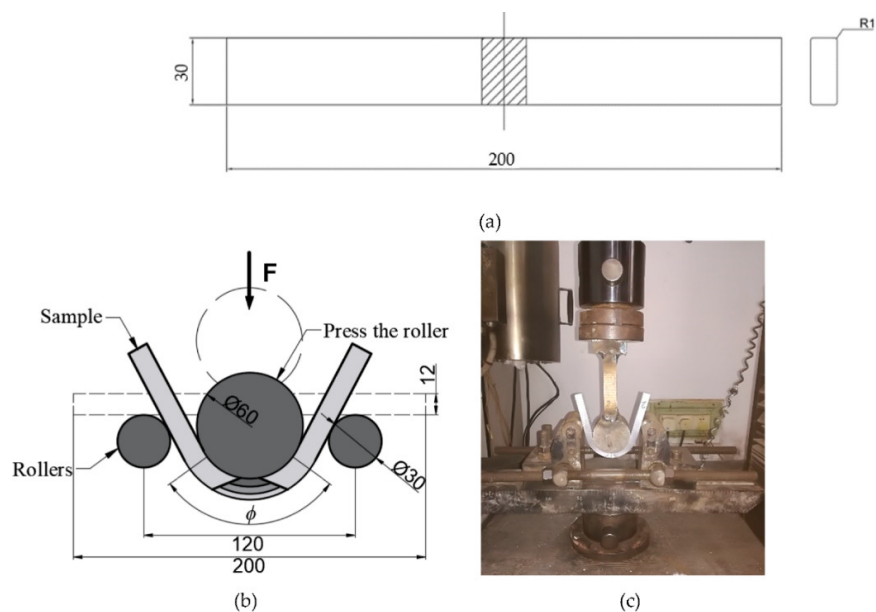 R1
30
200
(a)
F
Sample
Press the roller
12
Ø60
Rollers
Ø30
ϕ
120
200
(b)
(c)